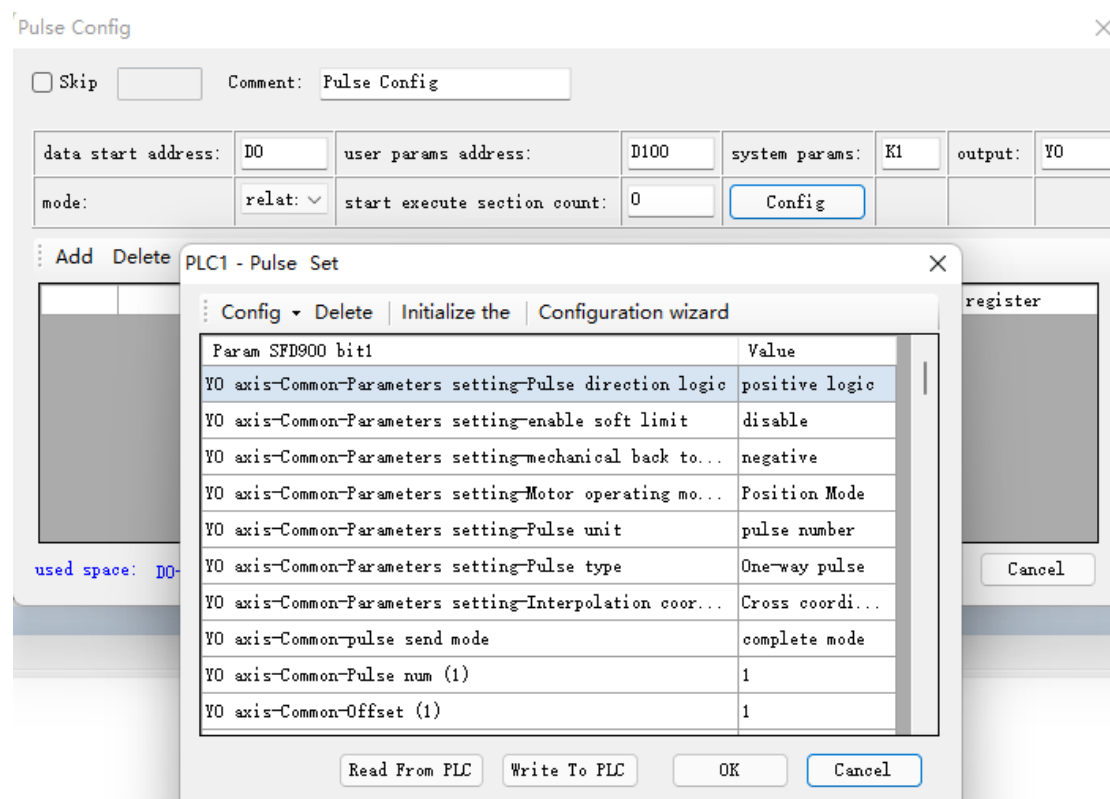 Pulse Config
Skip Comment: Pulse Config
data start address: D0 user params address: D100 system params: K1 output: Y0
mode: relat: start execute section count: 0 Config
Add Delete
PLC1 - Pulse Set
register
Config Delete Initialize the Configuration wizard
Param SFD900 bit1 Value
Y0 axis-Common-Parameters setting-Pulse direction logic positive logic
Y0 axis-Common-Parameters setting-enable soft limit disable
Y0 axis-Common-Parameters setting-mechanical back to... negative
Y0 axis-Common-Parameters setting-Motor operating mo... Position Mode
Y0 axis-Common-Parameters setting-Pulse unit pulse number
used space: D0- Y0 axis-Common-Parameters setting-Pulse type One-way pulse Cancel
Y0 axis-Common-Parameters setting-Interpolation coor... Cross coordi...
Y0 axis-Common-pulse send mode complete mode
Y0 axis-Common-Pulse num (1) 1
Y0 axis-Common-Offset (1) 1
Read From PLC Write To PLC OK Cancel